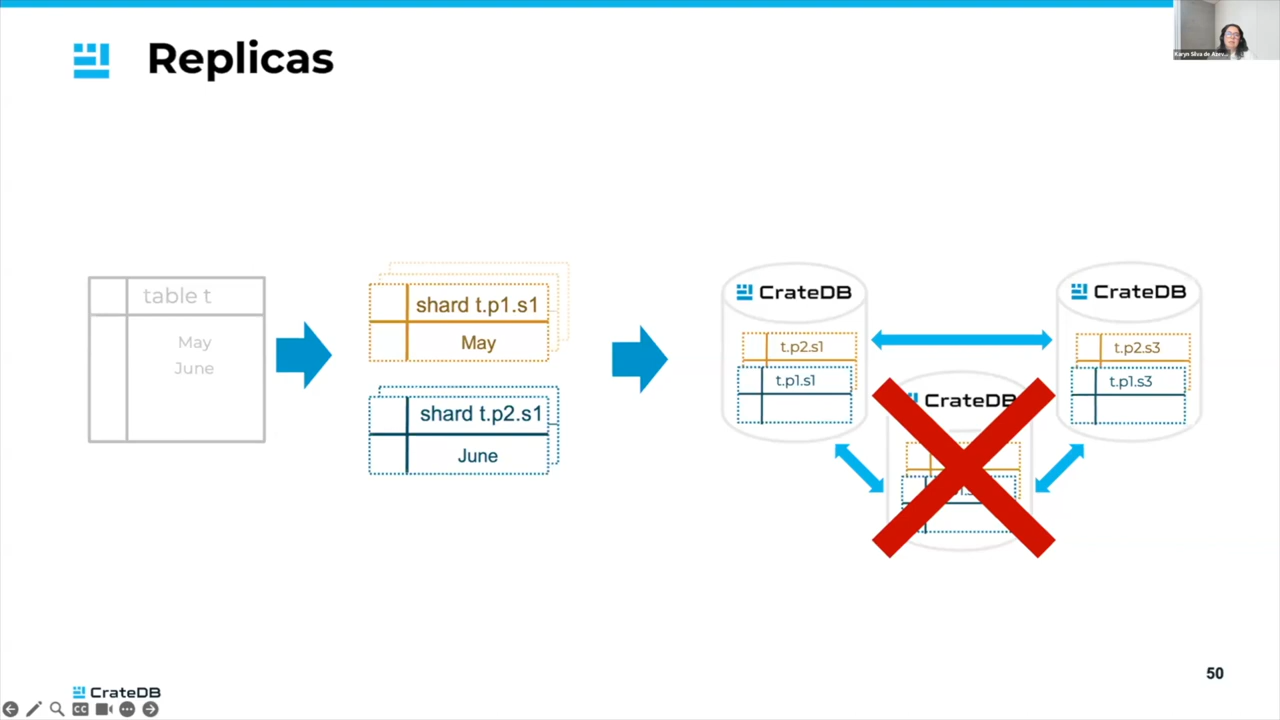 Replicas
table t
May
June
shard t.p1.s1
May
shard t.p2.s1
June
CrateDB
t.p2.s1
t.p1.s1
CrateDB
t.p2.s3
t.p1.s3
CrateDB
50
CrateDB
CC